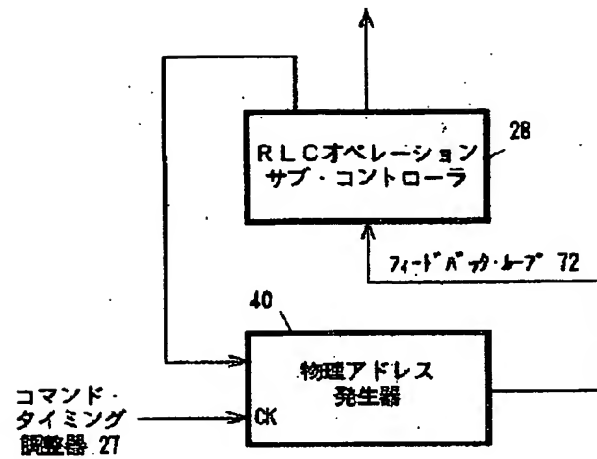 RLCオペレーション
サブ・コントローラ
28
フィードバック・ループ 72
40
物理アドレス
発生器
CK
コマンド・
タイミング
調整器 27